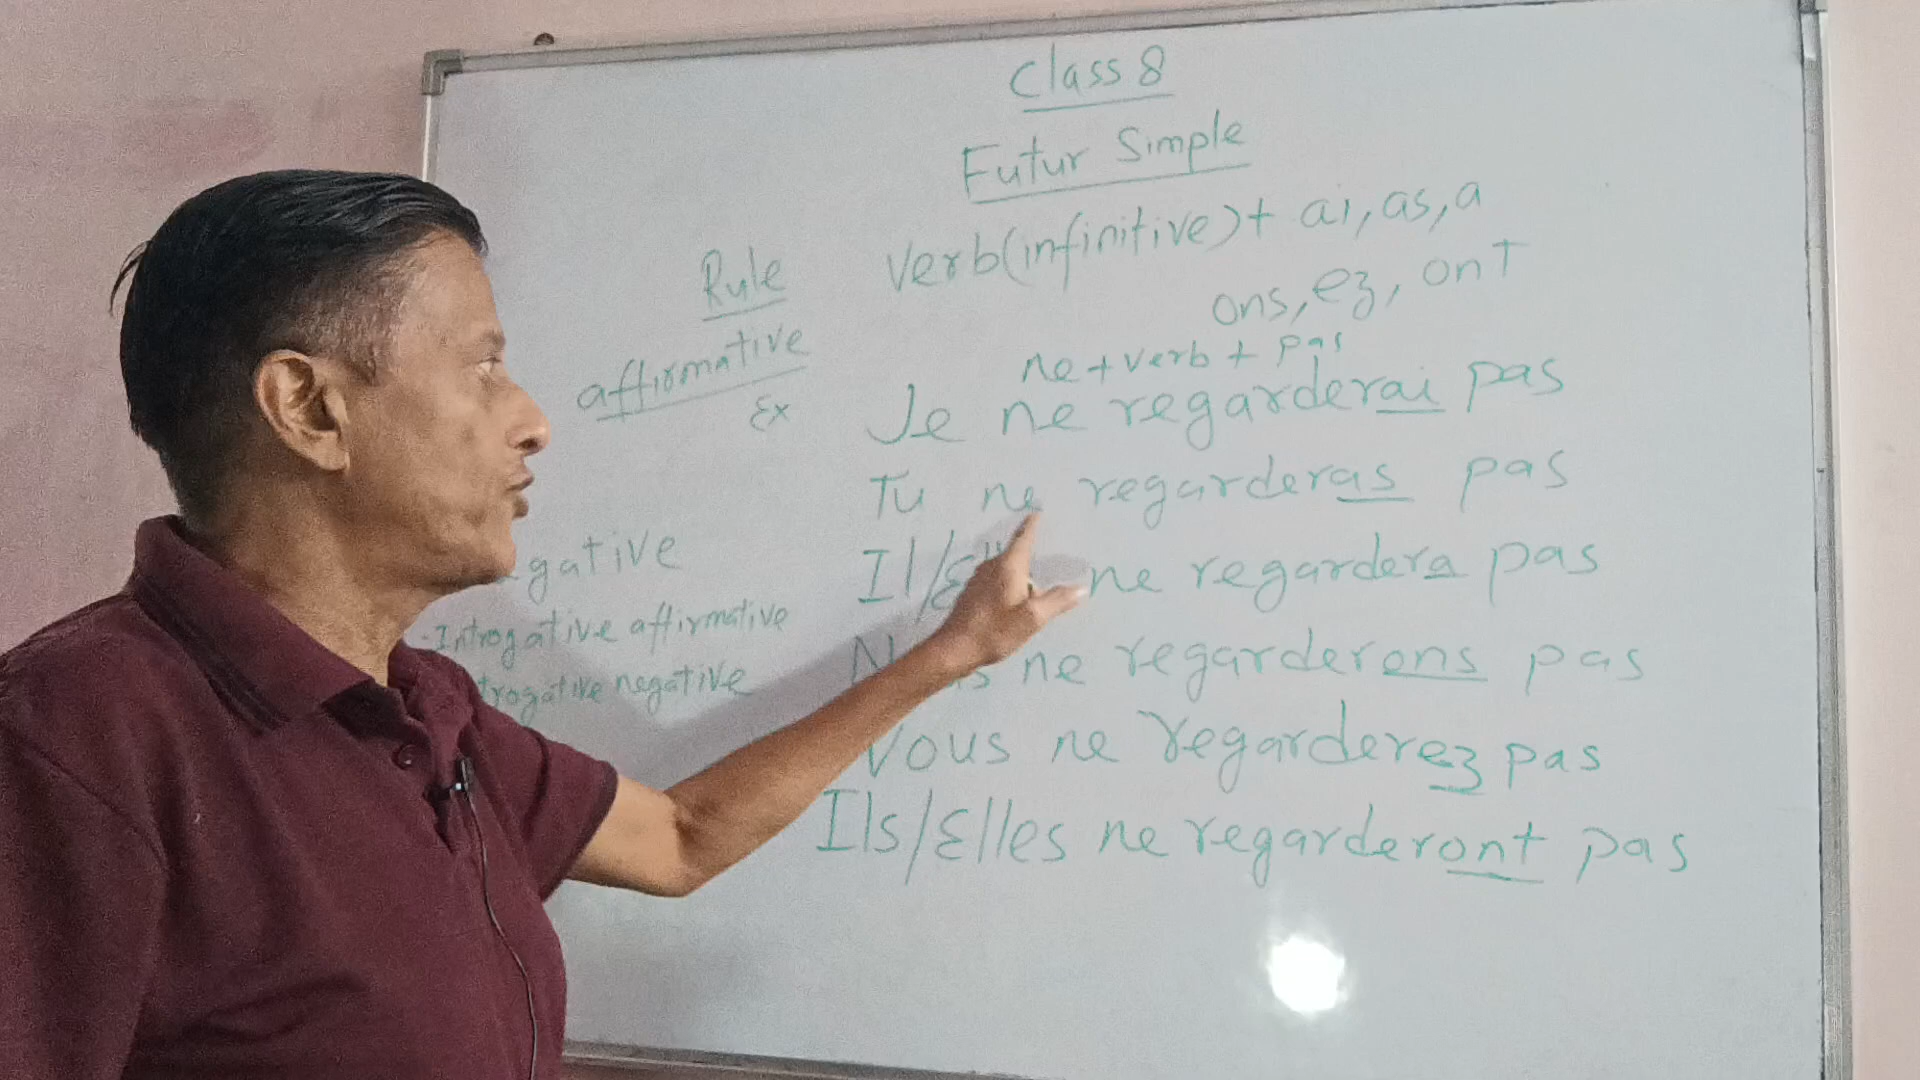 Class 8
Futur Simple
Rule Verb(infinitive)+ ai, as, a
ons, ez, ont
affirmative
ne + verb + pas
Ex Je ne regarderai pas
Tu ne regarderas pas
Il/Elle ne regardera pas
ne regarderons pas
Vous ne regarderez pas
Ils/Elles ne regarderont pas
gative
Introgative affirmative
trogative negative